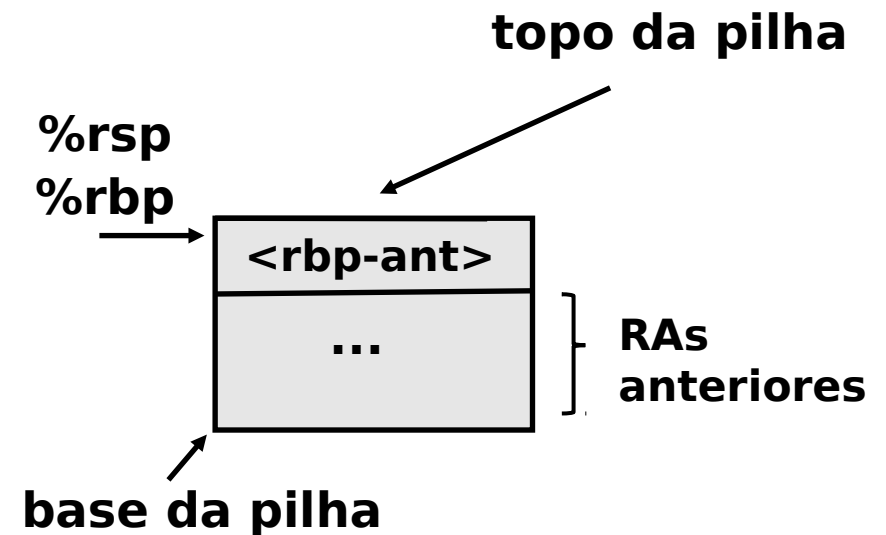 topo da pilha
%rsp
%rbp
<rbp-ant>
...
RAs
anteriores
base da pilha